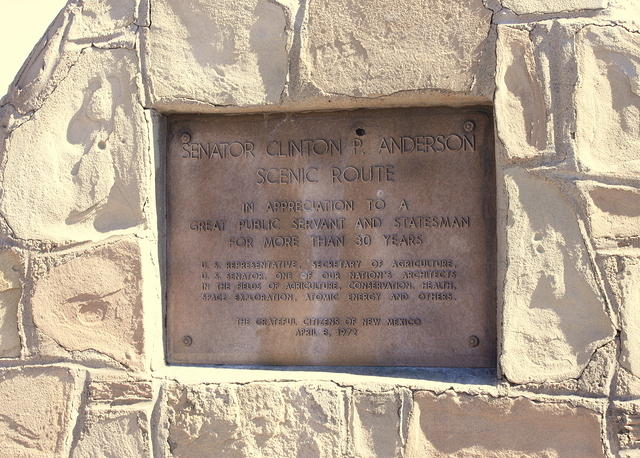 SENATOR CLINTON P. ANDERSON
SCENIC ROUTE
IN APPRECIATION TO A
GREAT PUBLIC SERVANT AND STATESMAN
FOR MORE THAN 30 YEARS
U. S. REPRESENTATIVE, SECRETARY OF AGRICULTURE,
U. S. SENATOR. ONE OF OUR NATION'S ARCHITECTS
IN THE FIELDS OF AGRICULTURE, CONSERVATION, HEALTH,
SPACE EXPLORATION, ATOMIC ENERGY AND OTHERS.
THE GRATEFUL CITIZENS OF NEW MEXICO
APRIL 8, 1972